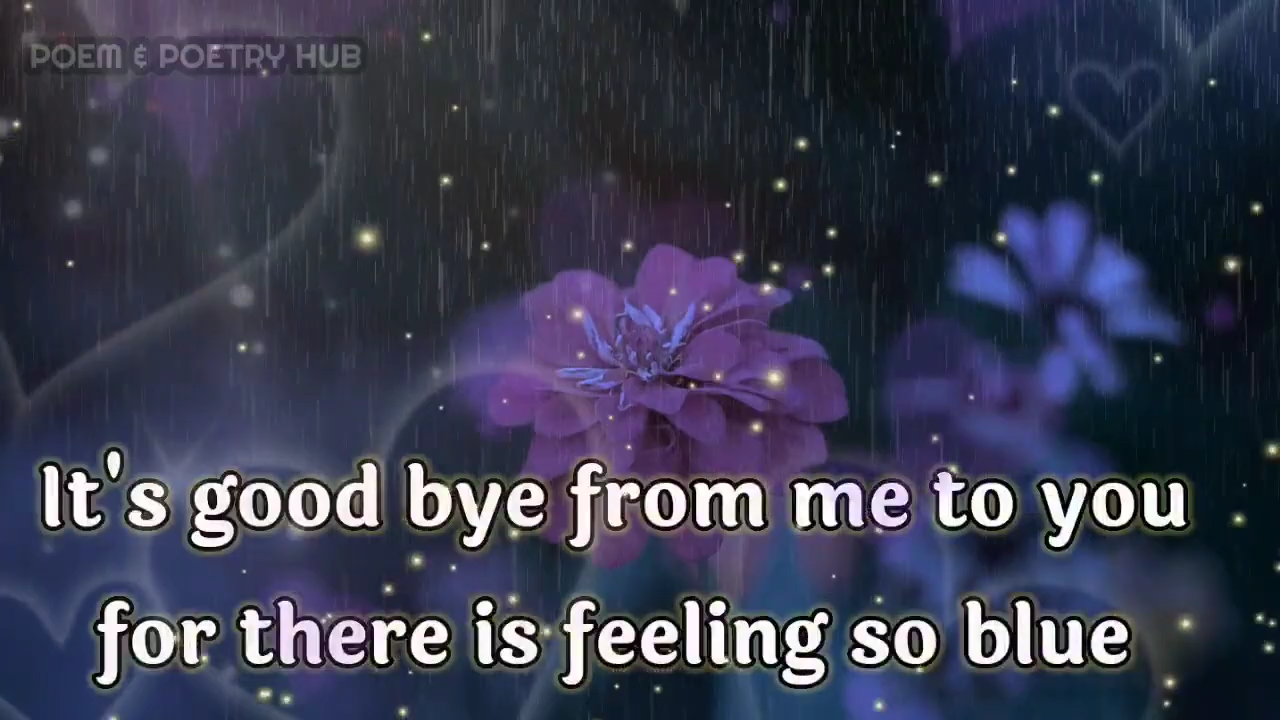 POEM & POETRY HUB
It's good bye from me to you
for there is feeling so blue